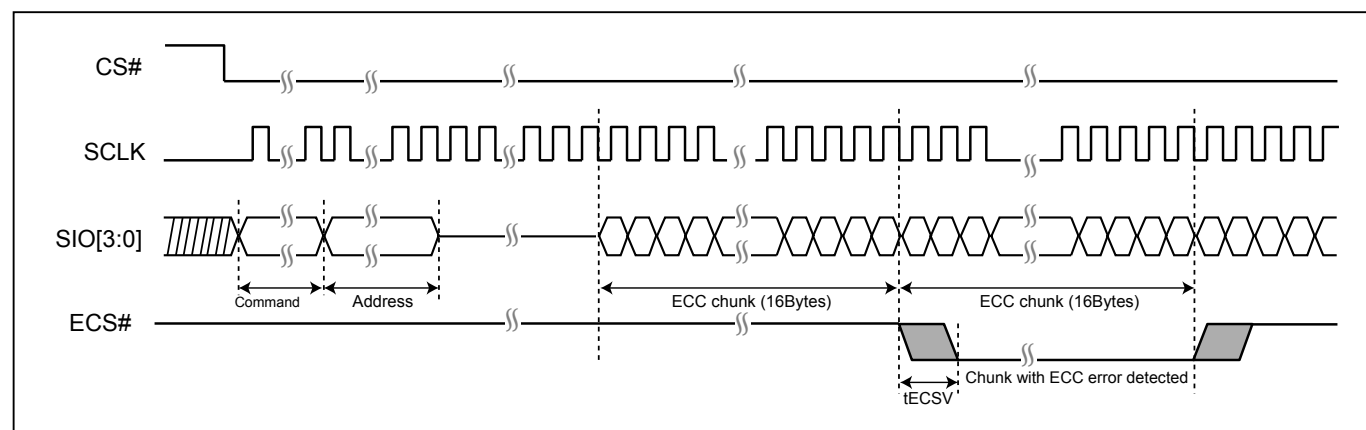 CS#
SCLK
SIO[3:0]
Command
Address
ECC chunk (16Bytes)
ECC chunk (16Bytes)
ECS#
Chunk with ECC error detected
tECSV